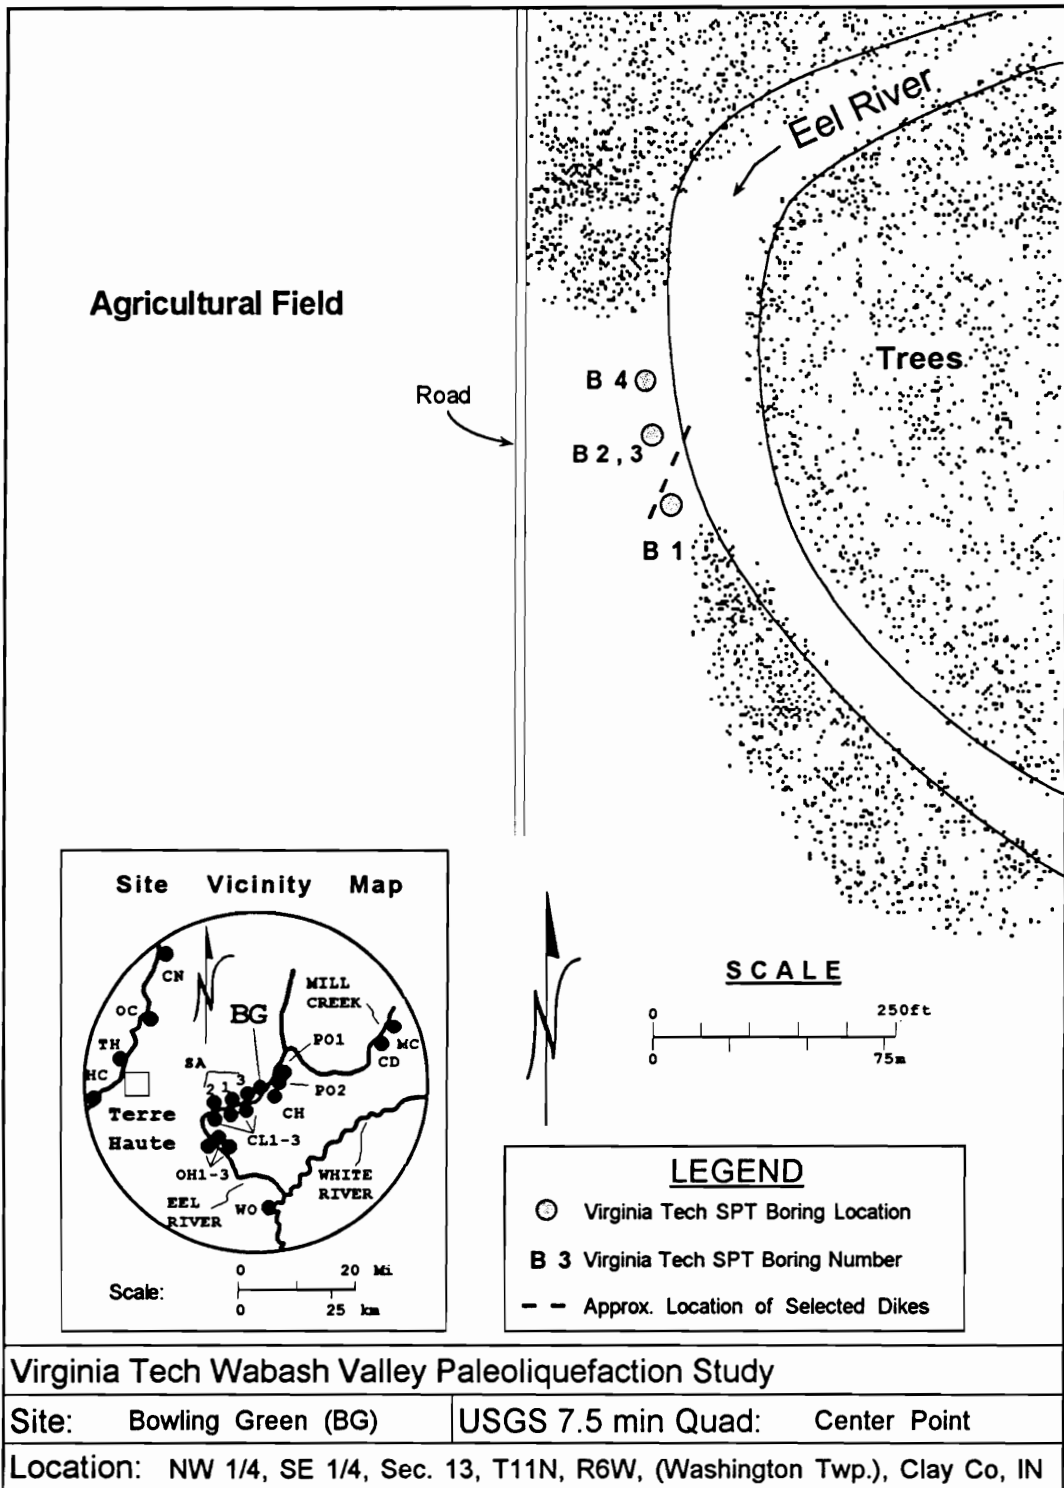 Eel River
Agricultural Field
Trees
B 4
Road
B 2 , 3
B 1
Site Vicinity Map
CN
MILL
CREEK
OC
BG
TH
PO1
MC
SA
CD
HC
3
PO2
2 1
CH
Terre
Haute
CL1-3
OH1-3
WHITE
RIVER
EEL
RIVER
WO
0 20 Mi
Scale:
0 25 km
N
N
SCALE
0 250ft
0 75m
LEGEND
Virginia Tech SPT Boring Location
B 3 Virginia Tech SPT Boring Number
Approx. Location of Selected Dikes
Virginia Tech Wabash Valley Paleoliquefaction Study
Site: Bowling Green (BG) USGS 7.5 min Quad: Center Point
Location: NW 1/4, SE 1/4, Sec. 13, T11N, R6W, (Washington Twp.), Clay Co, IN